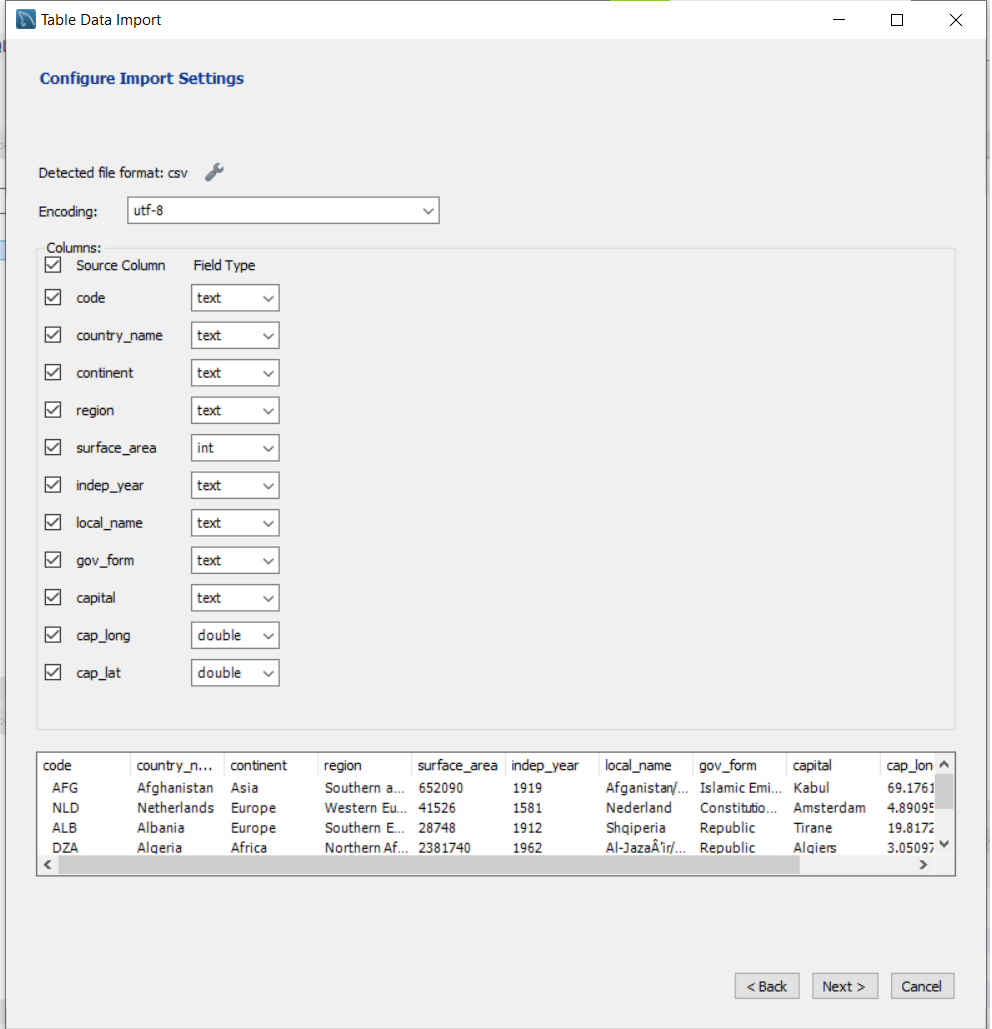 Table Data Import
Configure Import Settings
Detected file format: csv
Encoding: utf-8
Columns:
Source Column Field Type
code text
country_name text
continent text
region text
surface_area int
indep_year text
local_name text
gov_form text
capital text
cap_long double
cap_lat double
code country_n... continent region surface_area indep_year local_name gov_form capital cap_lon
AFG Afghanistan Asia Southern a... 652090 1919 Afganistan/... Islamic Emi... Kabul 69.1761
NLD Netherlands Europe Western Eu... 41526 1581 Nederland Constitutio... Amsterdam 4.89095
ALB Albania Europe Southern E... 28748 1912 Shqiperia Republic Tirane 19.8172
DZA Algeria Africa Northern Af... 2381740 1962 Al-JazaÂ’ir/... Republic Algiers 3.05097
< Back Next > Cancel